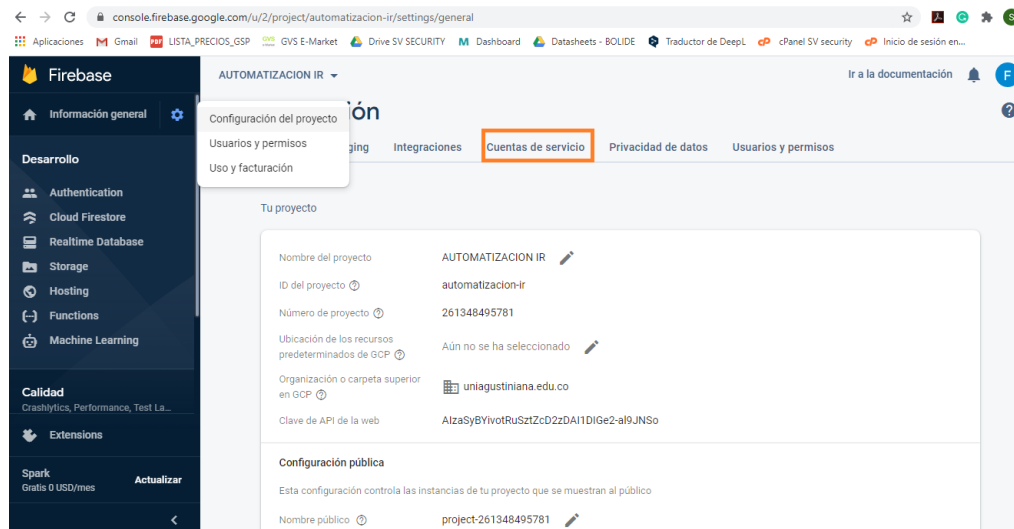 console.firebase.google.com/u/2/project/automatizacion-ir/settings/general
Aplicaciones Gmail LISTA_PRECIOS_GSP GVS E-Market Drive SV SECURITY Dashboard Datasheets - BOLIDE Traductor de DeepL cPanel SV security Inicio de sesión en...
Firebase
AUTOMATIZACION IR
Ir a la documentación
F
Información general
Configuración del proyecto
Usuarios y permisos
Uso y facturación
ión
ging Integraciones Cuentas de servicio Privacidad de datos Usuarios y permisos
Desarrollo
Authentication
Cloud Firestore
Realtime Database
Storage
Hosting
Functions
Machine Learning
Calidad
Crashlytics, Performance, Test La...
Extensions
Spark
Gratis 0 USD/mes
Actualizar
Tu proyecto
Nombre del proyecto AUTOMATIZACION IR
ID del proyecto automatizacion-ir
Número de proyecto 261348495781
Ubicación de los recursos
predeterminados de GCP
Aún no se ha seleccionado
Organización o carpeta superior
en GCP
uniagustiniana.edu.co
Clave de API de la web AIzaSyBYivotRuSztZcD2zDAI1DIGe2-al9JNSo
Configuración pública
Esta configuración controla las instancias de tu proyecto que se muestran al público
Nombre público project-261348495781